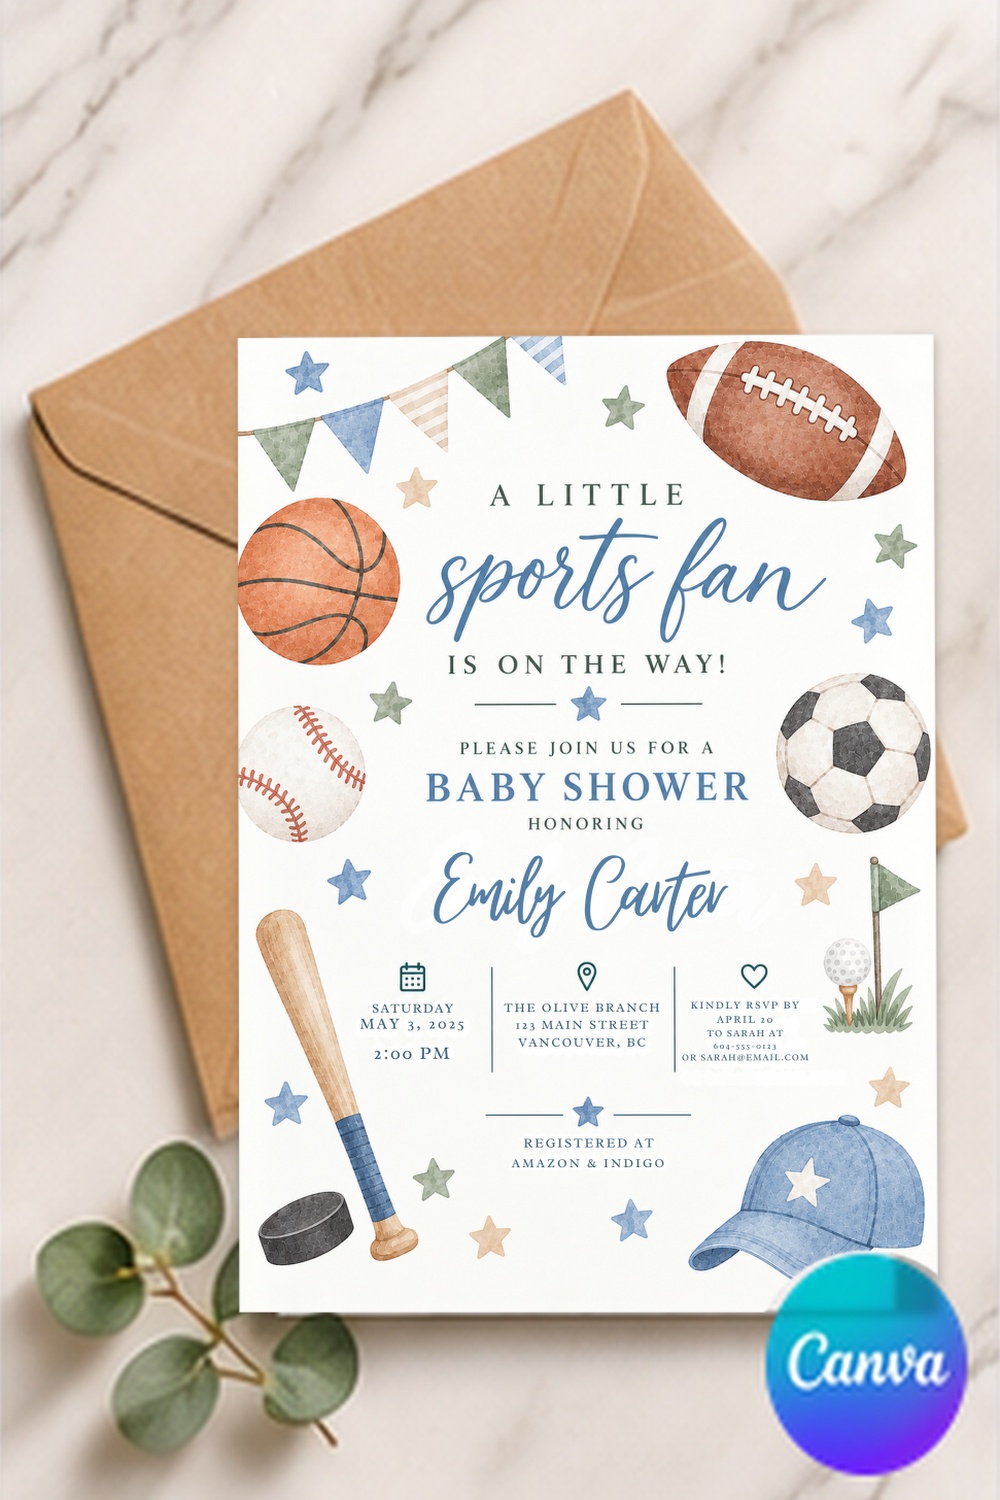 A LITTLE
sports fan
IS ON THE WAY!
PLEASE JOIN US FOR A
BABY SHOWER
HONORING
Emily Carter
SATURDAY
MAY 3, 2025
2:00 PM
THE OLIVE BRANCH
123 MAIN STREET
VANCOUVER, BC
KINDLY RSVP BY
APRIL 20
TO SARAH AT
604-555-0123
OR SARAH@EMAIL.COM
REGISTERED AT
AMAZON & INDIGO
Canva